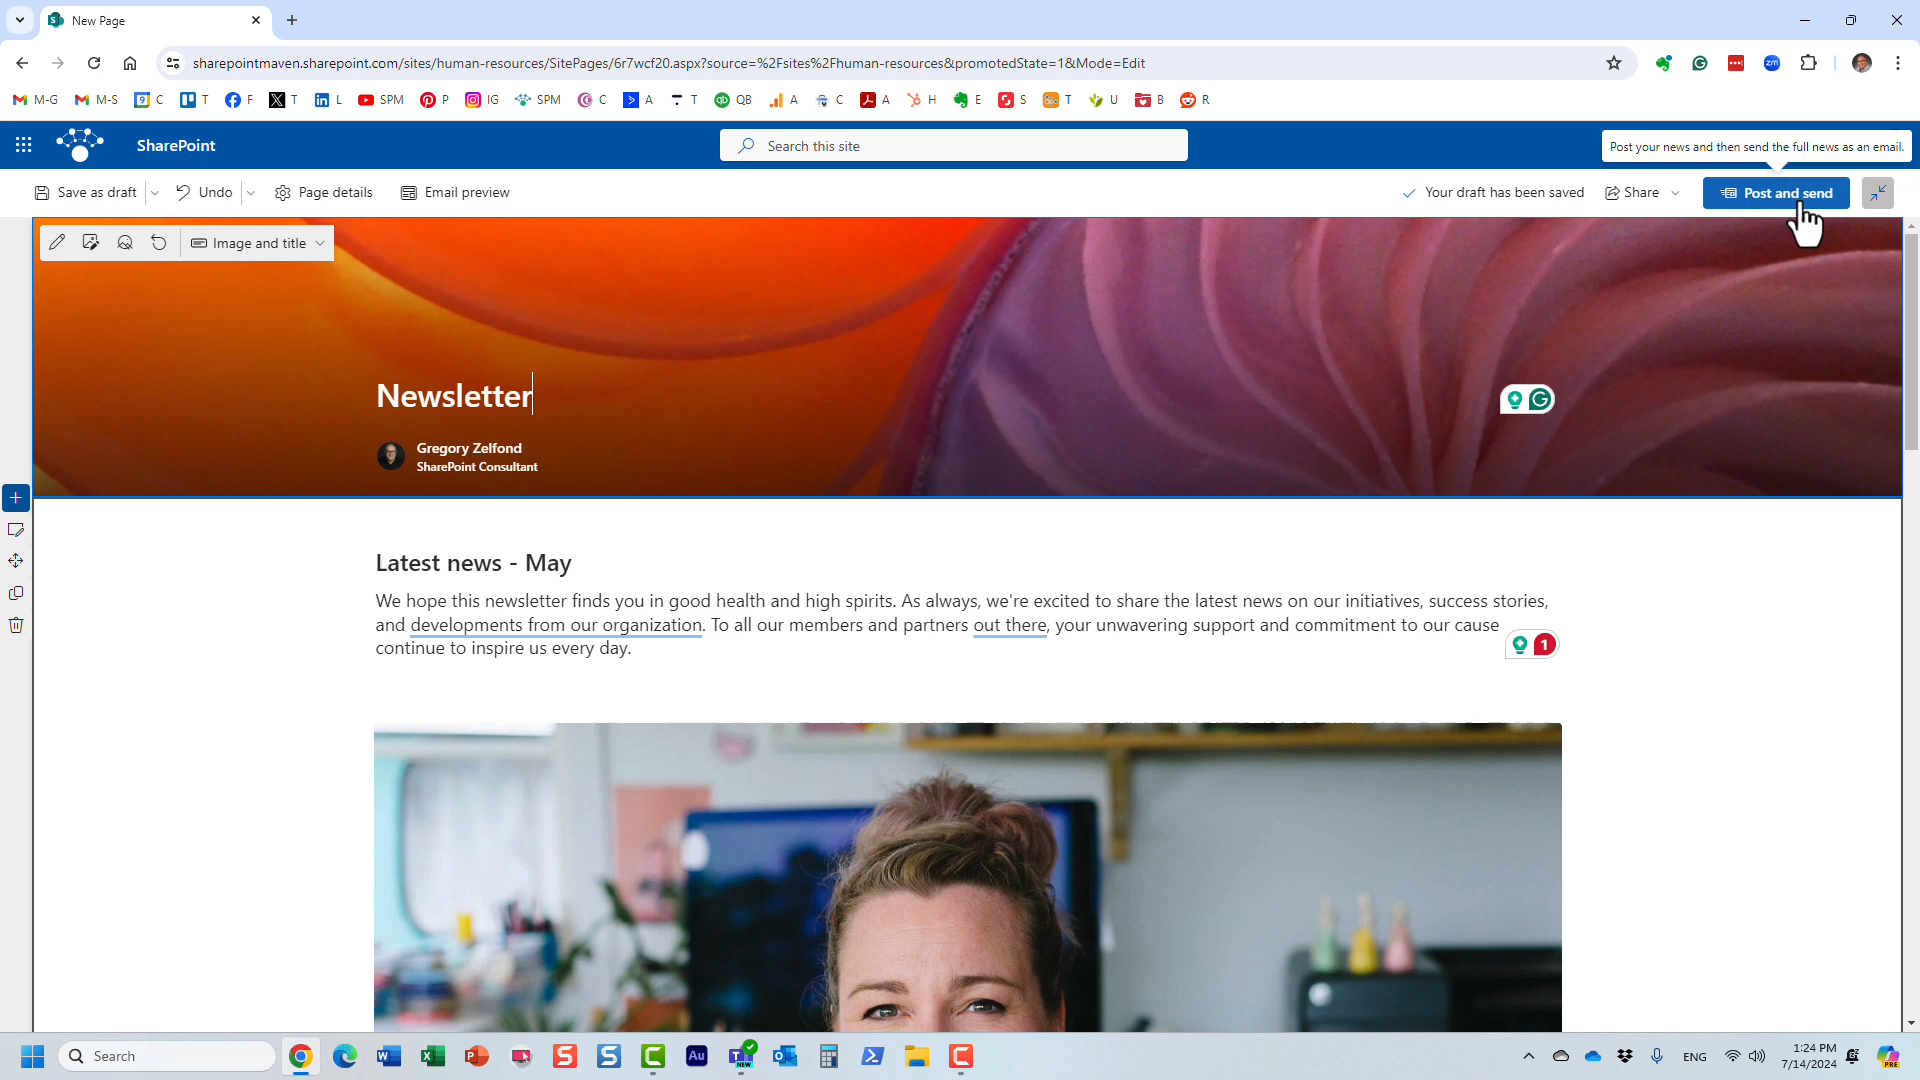 New Page
sharepointmaven.sharepoint.com/sites/human-resources/SitePages/6r7wcf20.aspx?source=%2Fsites%2Fhuman-resources&promotedState=1&Mode=Edit
M-G M-S C T F T L SPM P IG SPM C A T QB A C A H E S T U B R
SharePoint
Search this site
Post your news and then send the full news as an email.
Save as draft Undo Page details Email preview Your draft has been saved Share Post and send
Image and title
Newsletter
Gregory Zelfond
SharePoint Consultant
Latest news - May
We hope this newsletter finds you in good health and high spirits. As always, we're excited to share the latest news on our initiatives, success stories,
and developments from our organization. To all our members and partners out there, your unwavering support and commitment to our cause
continue to inspire us every day.
1
Search
ENG
1:24 PM
7/14/2024